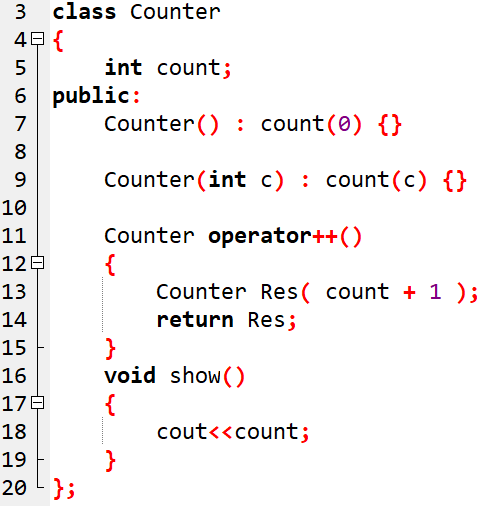 3 class Counter
4 {
5 int count;
6 public:
7 Counter() : count(0) {}
8
9 Counter(int c) : count(c) {}
10
11 Counter operator++()
12 {
13 Counter Res( count + 1 );
14 return Res;
15 }
16 void show()
17 {
18 cout<<count;
19 }
20 };